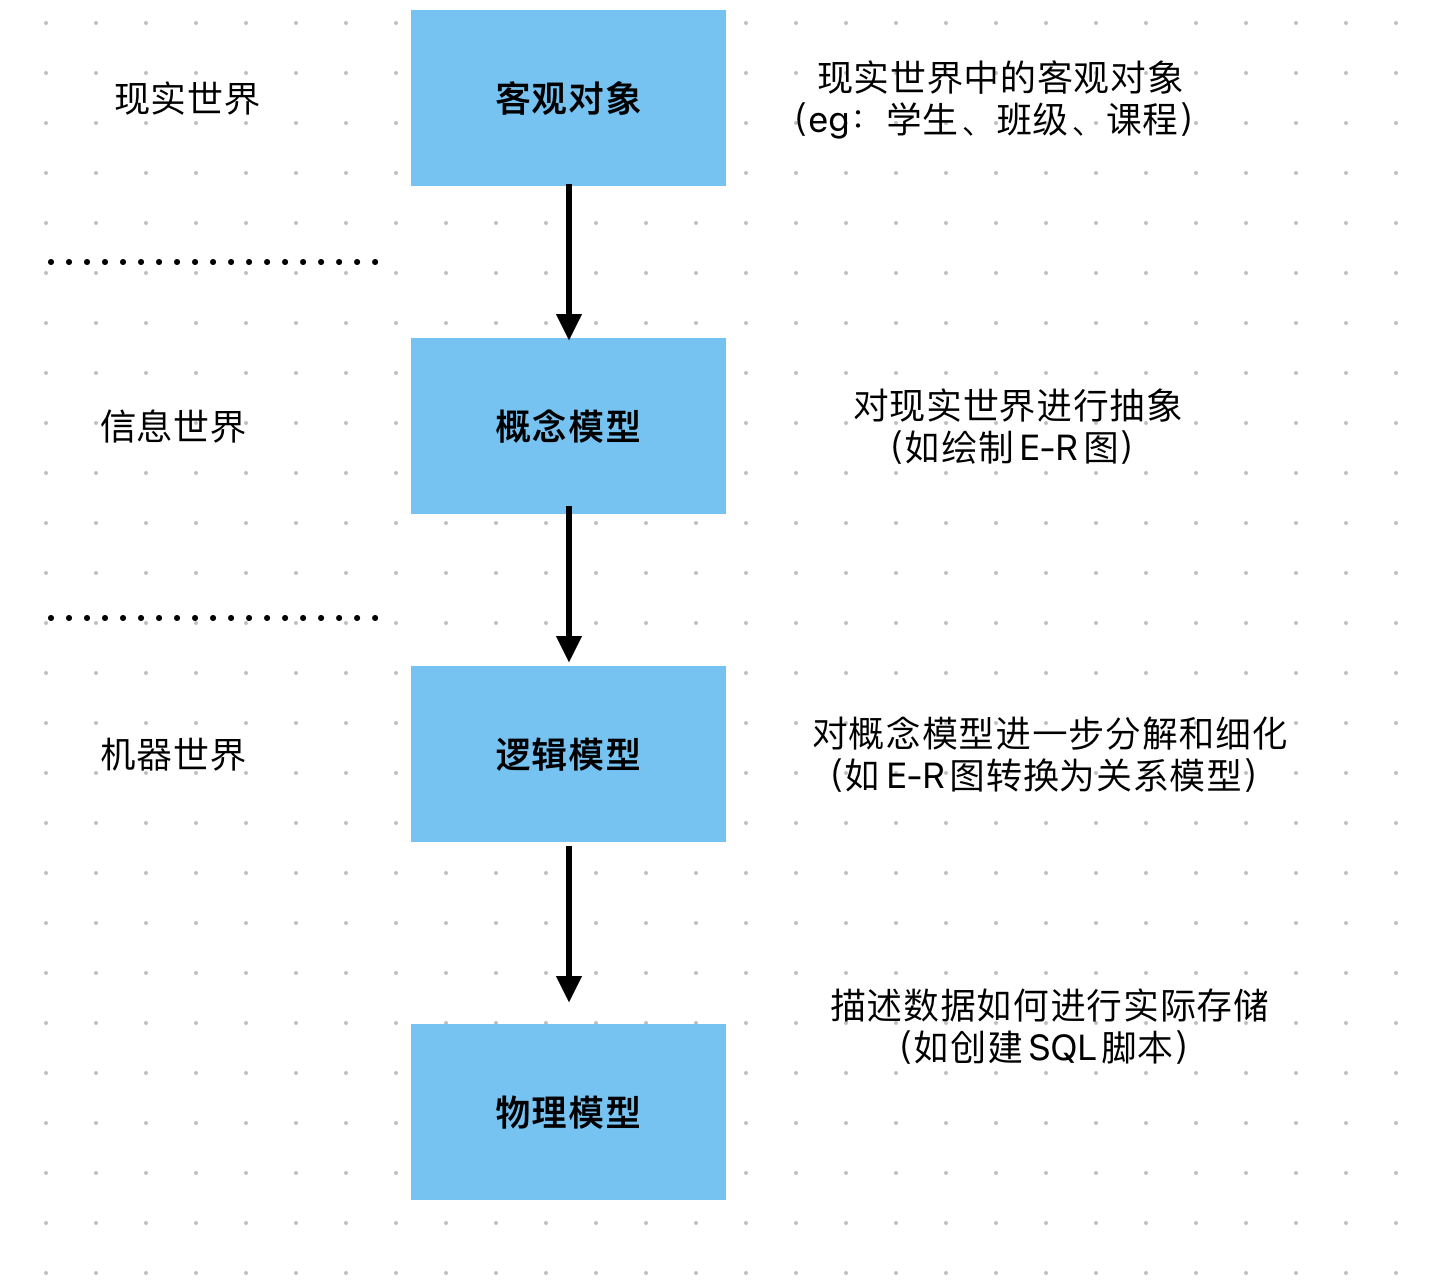 现实世界
客观对象
现实世界中的客观对象
（eg：学生、班级、课程）
信息世界
概念模型
对现实世界进行抽象
（如绘制E-R图）
机器世界
逻辑模型
对概念模型进一步分解和细化
（如E-R图转换为关系模型）
描述数据如何进行实际存储
（如创建SQL脚本）
物理模型